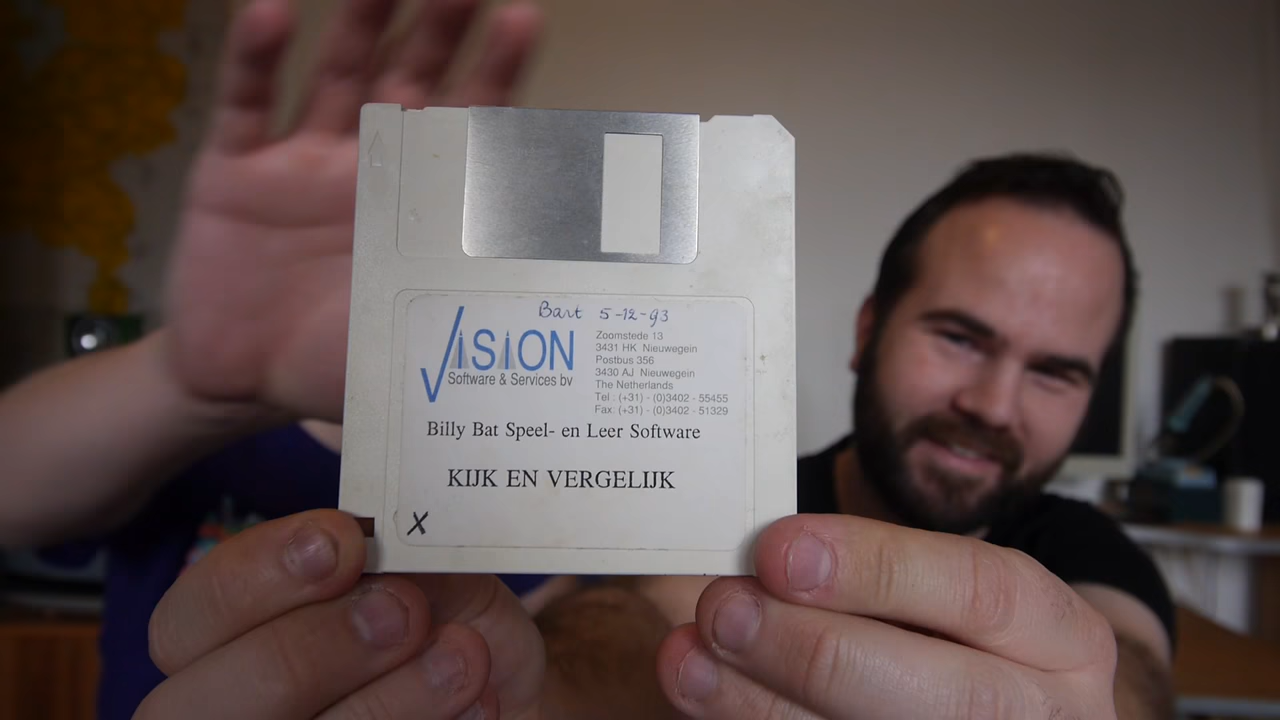 Bart 5-12-93
VISION
Software & Services bv
Zoomstede 13
3431 HK Nieuwegein
Postbus 356
3430 AJ Nieuwegein
The Netherlands
Tel : (+31) - (0)3402 - 55455
Fax: (+31) - (0)3402 - 51329
Billy Bat Speel- en Leer Software
KIJK EN VERGELIJK
X